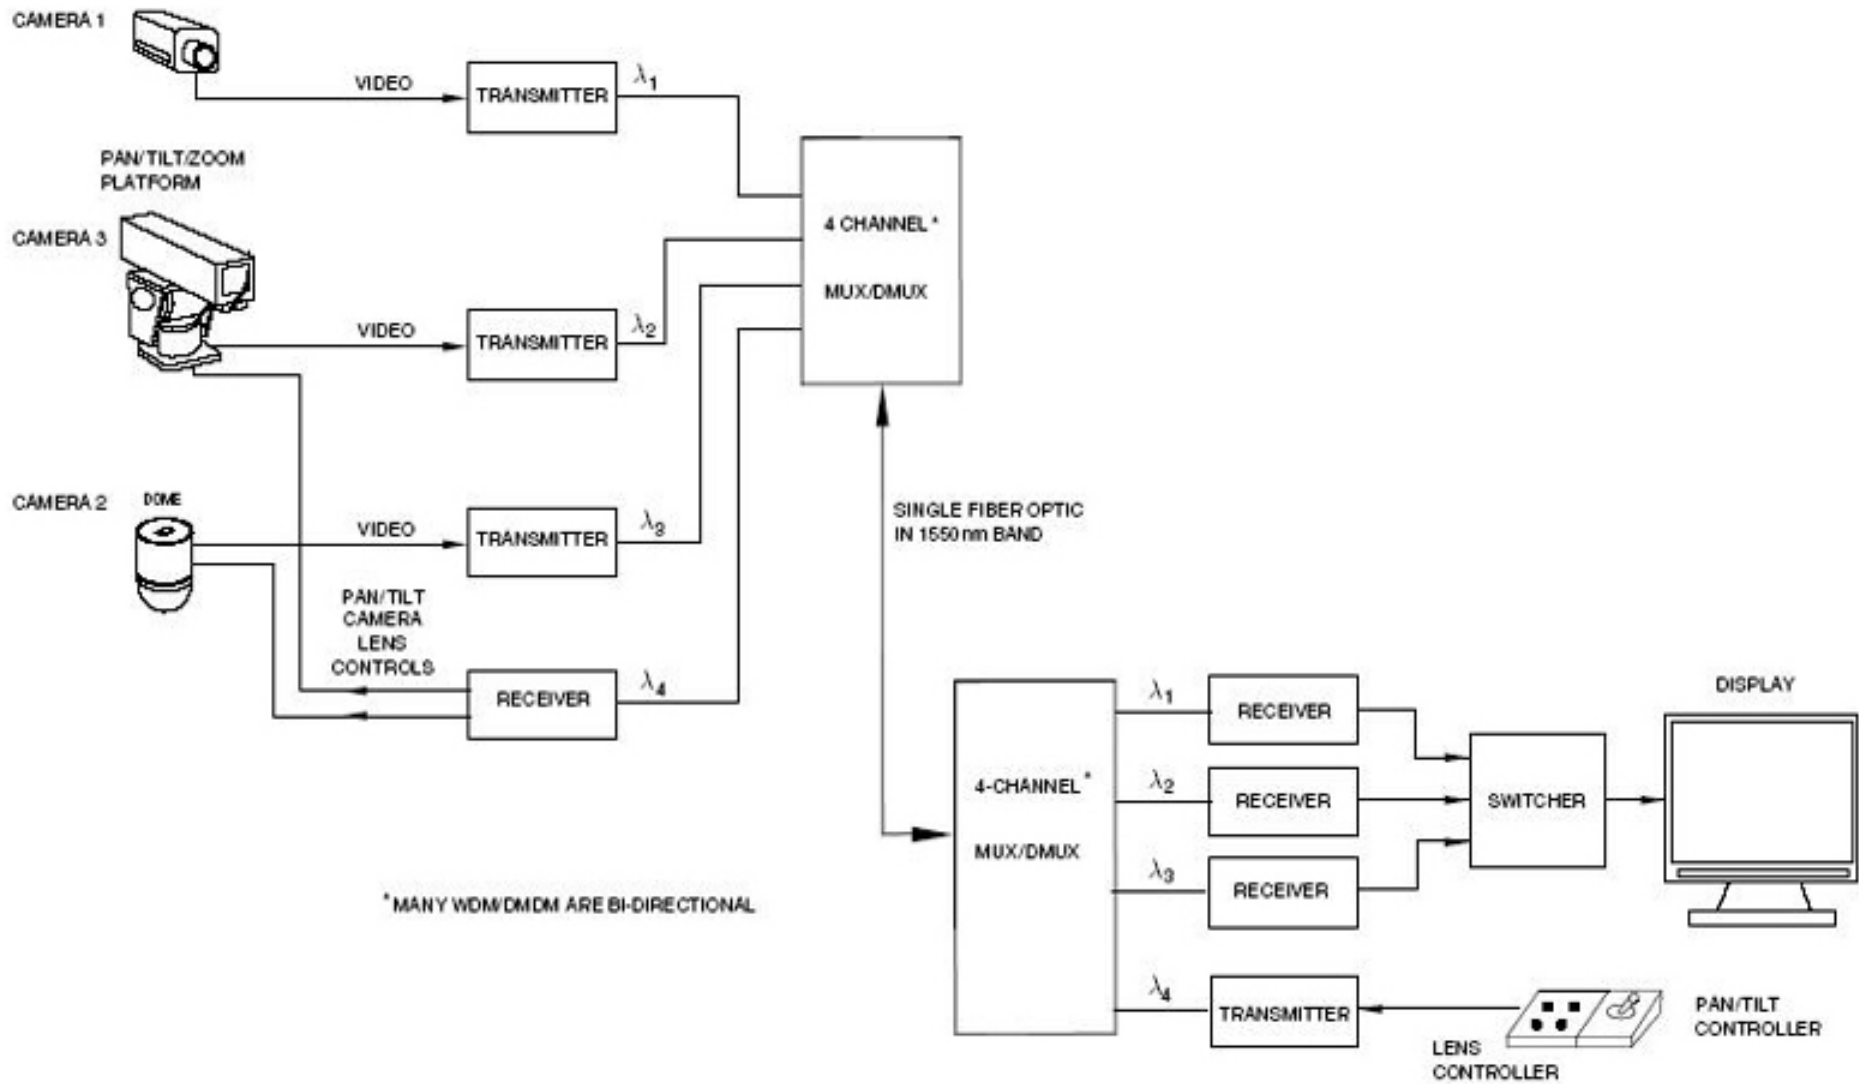 CAMERA 1
VIDEO
TRANSMITTER
λ1
PAN/TILT/ZOOM
PLATFORM
CAMERA 3
VIDEO
TRANSMITTER
λ2
4 CHANNEL *
MUX/DMUX
CAMERA 2
DOME
VIDEO
TRANSMITTER
λ3
PAN/TILT
CAMERA
LENS
CONTROLS
RECEIVER
λ4
SINGLE FIBER OPTIC
IN 1550 nm BAND
4-CHANNEL *
MUX/DMUX
λ1
RECEIVER
λ2
RECEIVER
λ3
RECEIVER
λ4
TRANSMITTER
SWITCHER
DISPLAY
LENS
CONTROLLER
PAN/TILT
CONTROLLER
* MANY WDM/DMDM ARE BI-DIRECTIONAL